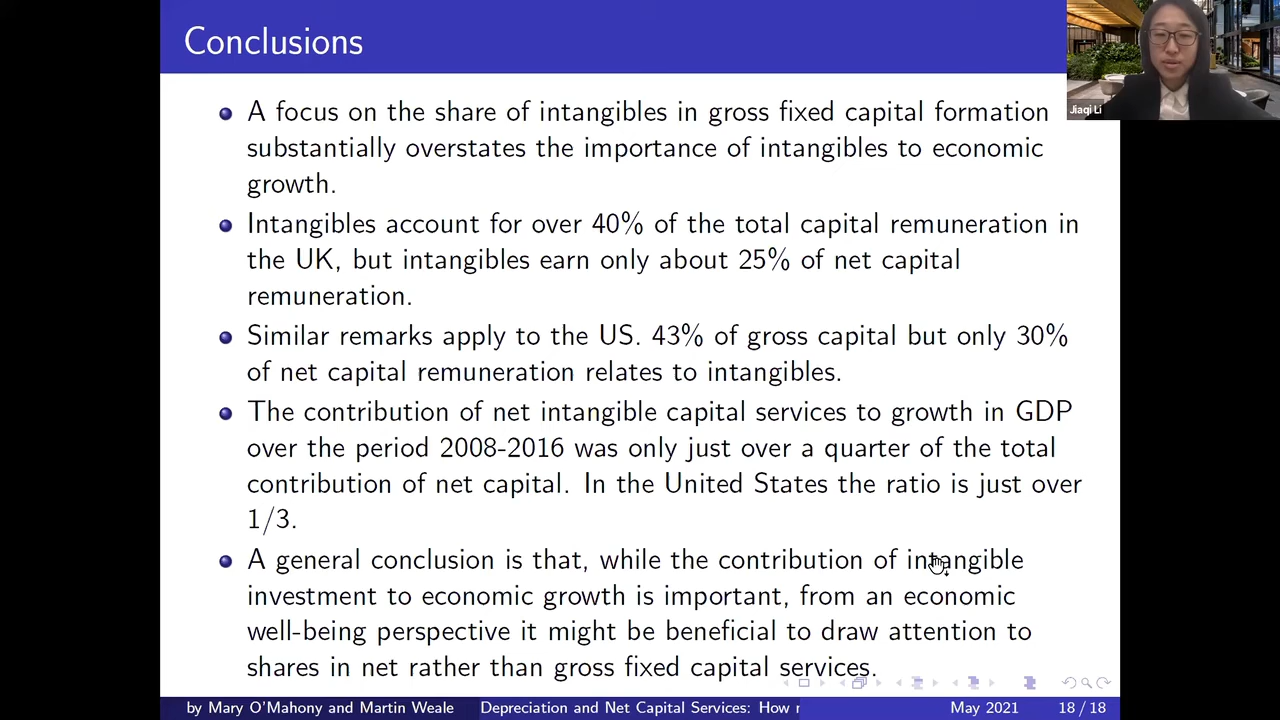 Conclusions
Jiaqi Li
A focus on the share of intangibles in gross fixed capital formation
substantially overstates the importance of intangibles to economic
growth.
Intangibles account for over 40% of the total capital remuneration in
the UK, but intangibles earn only about 25% of net capital
remuneration.
Similar remarks apply to the US. 43% of gross capital but only 30%
of net capital remuneration relates to intangibles.
The contribution of net intangible capital services to growth in GDP
over the period 2008-2016 was only just over a quarter of the total
contribution of net capital. In the United States the ratio is just over
1/3.
A general conclusion is that, while the contribution of intangible
investment to economic growth is important, from an economic
well-being perspective it might be beneficial to draw attention to
shares in net rather than gross fixed capital services.
by Mary O'Mahony and Martin Weale Depreciation and Net Capital Services: How May 2021 18 / 18